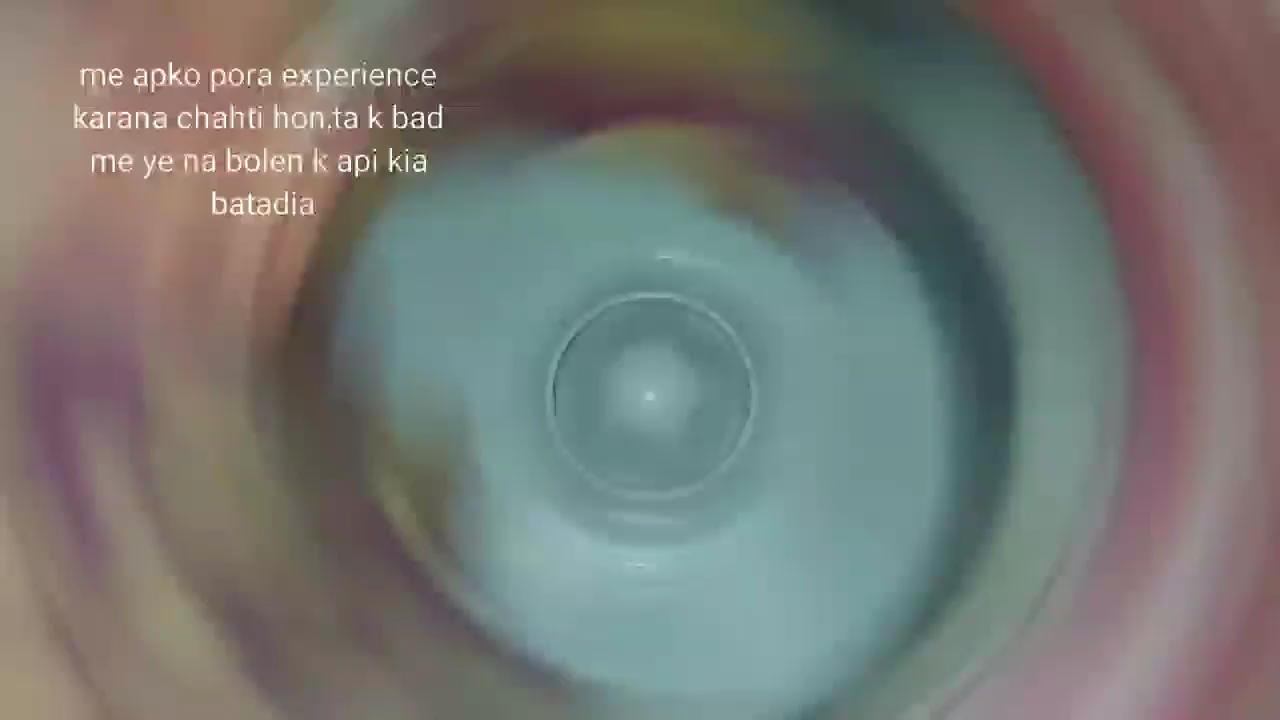 me apko pora experience
karana chahti hon,ta k bad
me ye na bolen k api kia
batadia